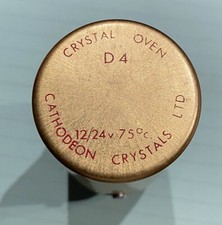 CRYSTAL OVEN
D4
12/24v 75°c.
CATHODEON CRYSTALS LTD